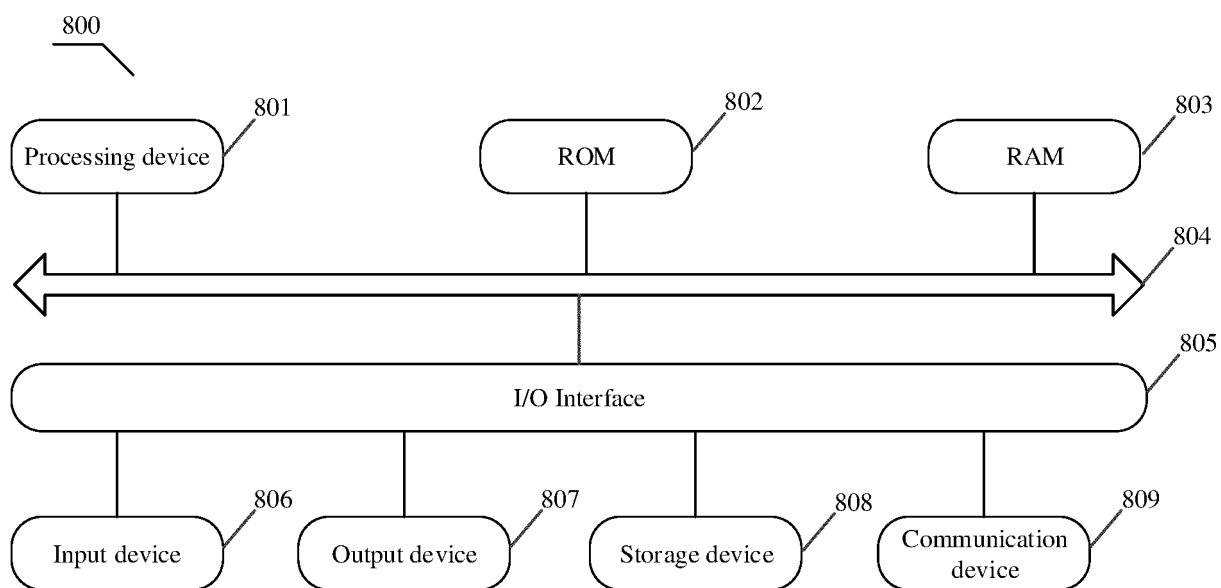 800
801
802
803
Processing device
ROM
RAM
804
805
I/O Interface
806
807
808
809
Input device
Output device
Storage device
Communication
device